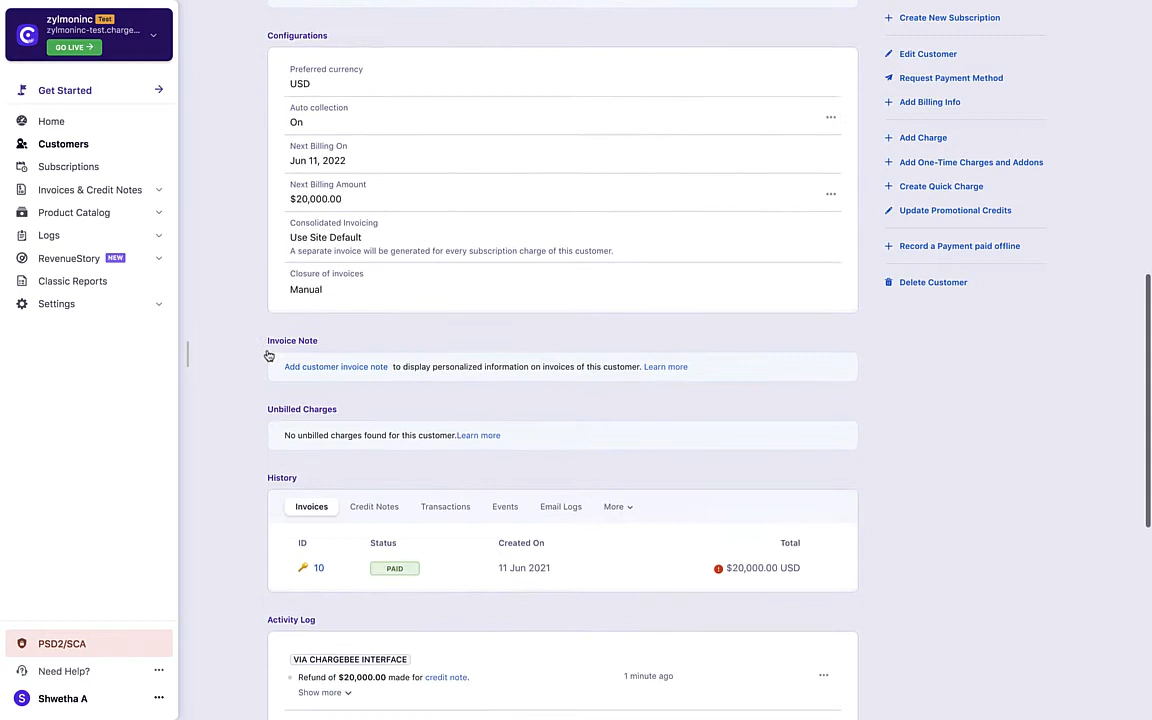 zylmoninc Test
zylmoninc-test.charge...
GO LIVE →
Get Started
Home
Customers
Subscriptions
Invoices & Credit Notes
Product Catalog
Logs
RevenueStory NEW
Classic Reports
Settings
PSD2/SCA
Need Help?
S Shwetha A
Configurations
Preferred currency
USD
Auto collection
On
Next Billing On
Jun 11, 2022
Next Billing Amount
$20,000.00
Consolidated Invoicing
Use Site Default
A separate invoice will be generated for every subscription charge of this customer.
Closure of invoices
Manual
Invoice Note
Add customer invoice note to display personalized information on invoices of this customer. Learn more
Unbilled Charges
No unbilled charges found for this customer.Learn more
History
Invoices Credit Notes Transactions Events Email Logs More
ID Status Created On Total
10 PAID 11 Jun 2021 $20,000.00 USD
Activity Log
VIA CHARGEBEE INTERFACE
Refund of $20,000.00 made for credit note. 1 minute ago
Show more
Create New Subscription
Edit Customer
Request Payment Method
Add Billing Info
Add Charge
Add One-Time Charges and Addons
Create Quick Charge
Update Promotional Credits
Record a Payment paid offline
Delete Customer